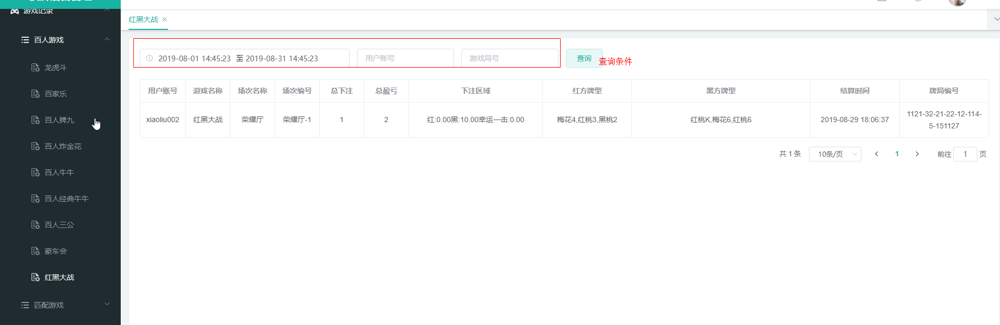 游戏记录
百人游戏
龙虎斗
百家乐
百人牌九
百人炸金花
百人牛牛
百人经典牛牛
百人三公
豪车会
红黑大战
匹配游戏
红黑大战
2019-08-01 14:45:23 至 2019-08-31 14:45:23 用户账号 游戏局号 查询 查询条件
用户账号 游戏名称 场次名称 场次编号 总下注 总盈亏 下注区域 红方牌型 黑方牌型 结算时间 牌局编号
xiaoliu002 红黑大战 荣耀厅 荣耀厅-1 1 2 红:0.00黑:10.00幸运一击:0.00 梅花4,红桃3,黑桃2 红桃K,梅花6,红桃6 2019-08-29 18:06:37 1121-32-21-22-12-114-
5-151127
共 1 条 10条/页 1 前往 1 页